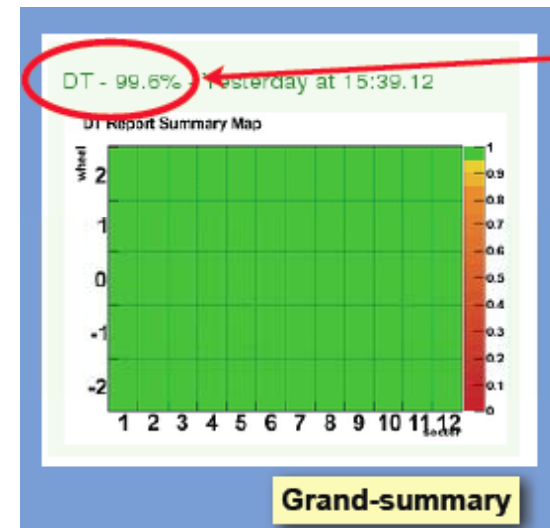 DT - 99.6% - Yesterday at 15:39.12
DT Report Summary Map
wheel
2
1
0
-1
-2
1 2 3 4 5 6 7 8 9 10 11 12
sector
1
0.9
0.8
0.7
0.6
0.5
0.4
0.3
0.2
0.1
0
Grand-summary